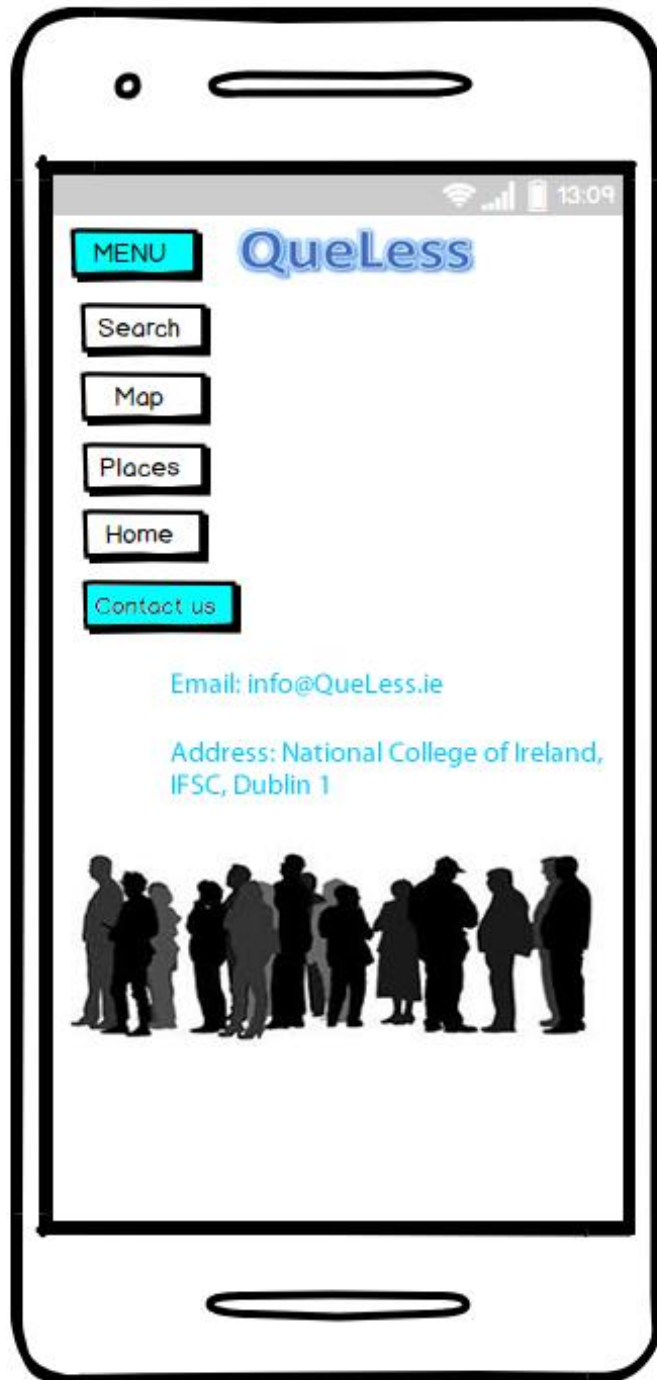 13:09
MENU
QueLess
Search
Map
Places
Home
Contact us
Email: info@QueLess.ie
Address: National College of Ireland,
IFSC, Dublin 1